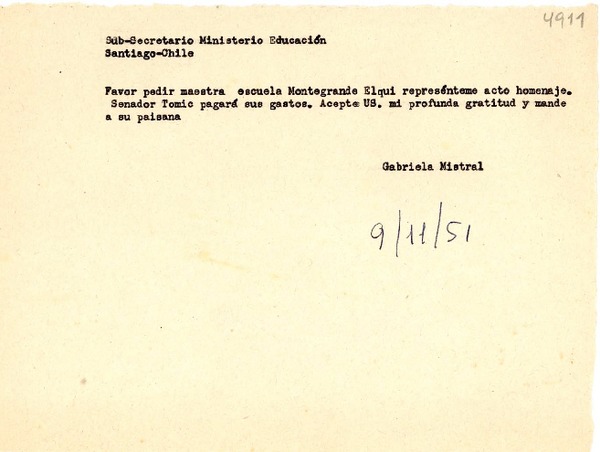 4911
Sub-Secretario Ministerio Educación
Santiago-Chile
Favor pedir maestra escuela Montegrande Elqui represénteme acto homenaje.
Senador Tomic pagará sus gastos. Acepte US. mi profunda gratitud y mande
a su paisana
Gabriela Mistral
9/11/51